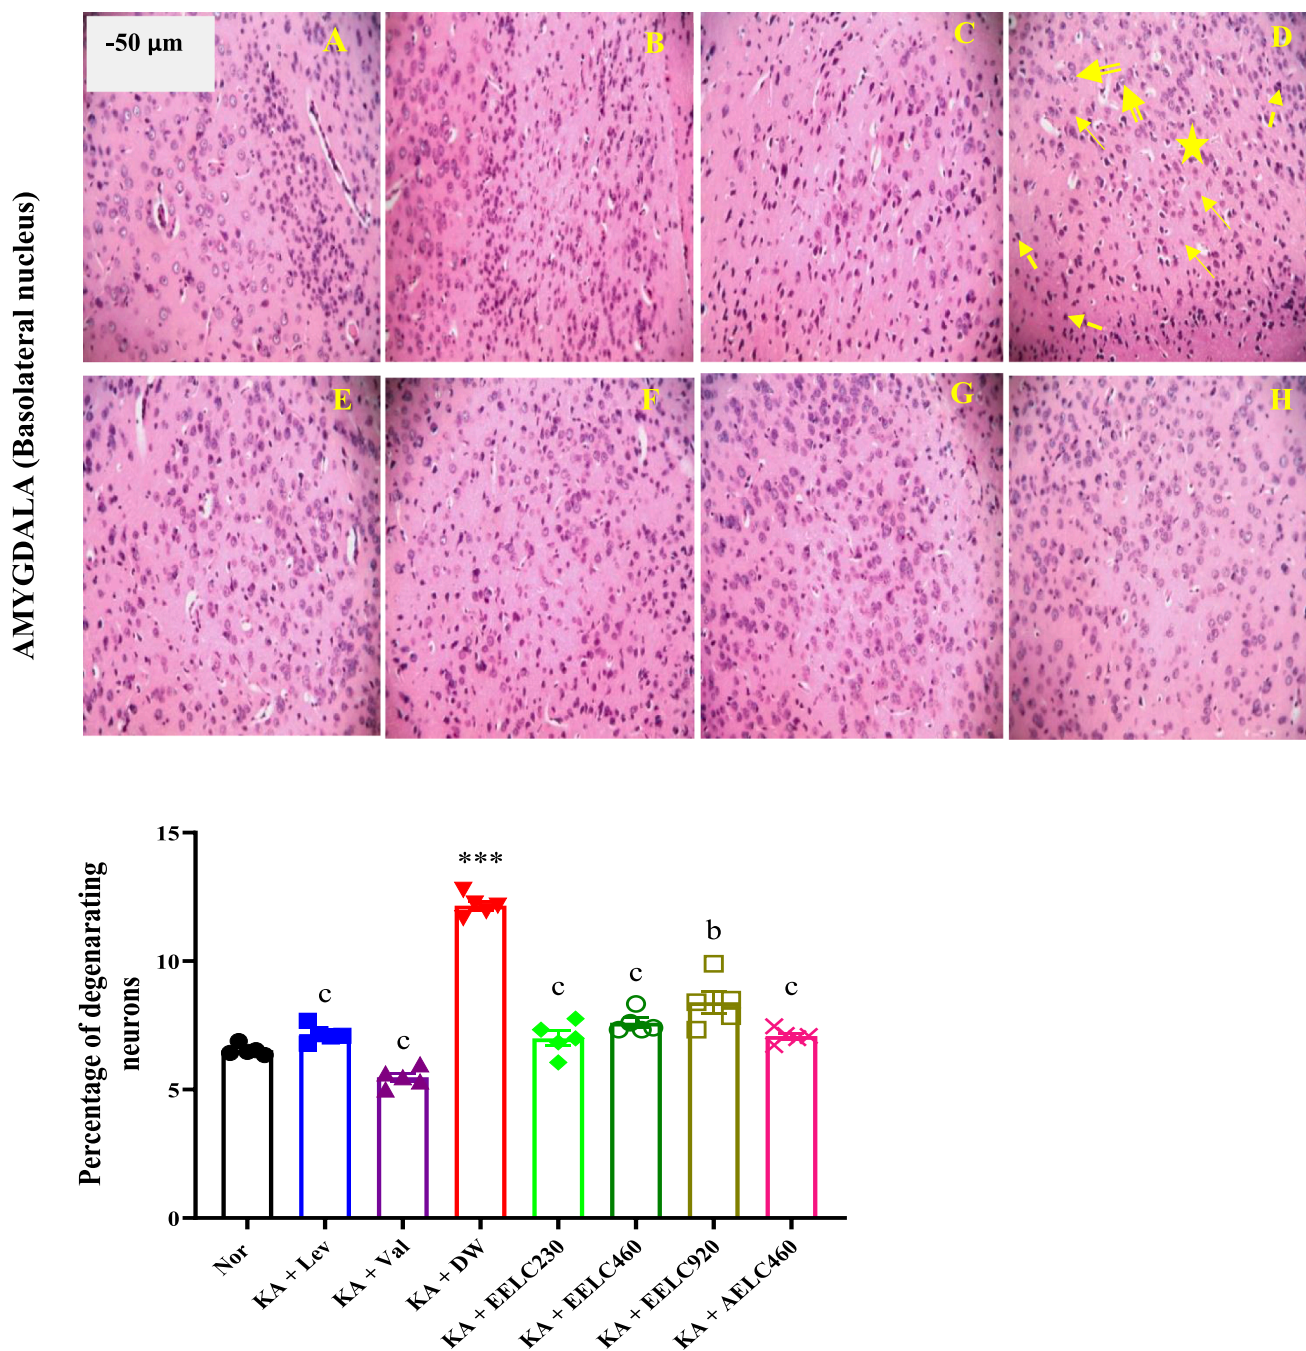 -50 µm
A
B
C
D
AMYGDALA (Basolateral nucleus)
E
F
G
H
Percentage of degenarating
neurons
15
10
5
0
***
c
c
c
c
b
c
Nor
KA + Lev
KA + Val
KA + DW
KA + EELC230
KA + EELC460
KA + EELC920
KA + AELC460